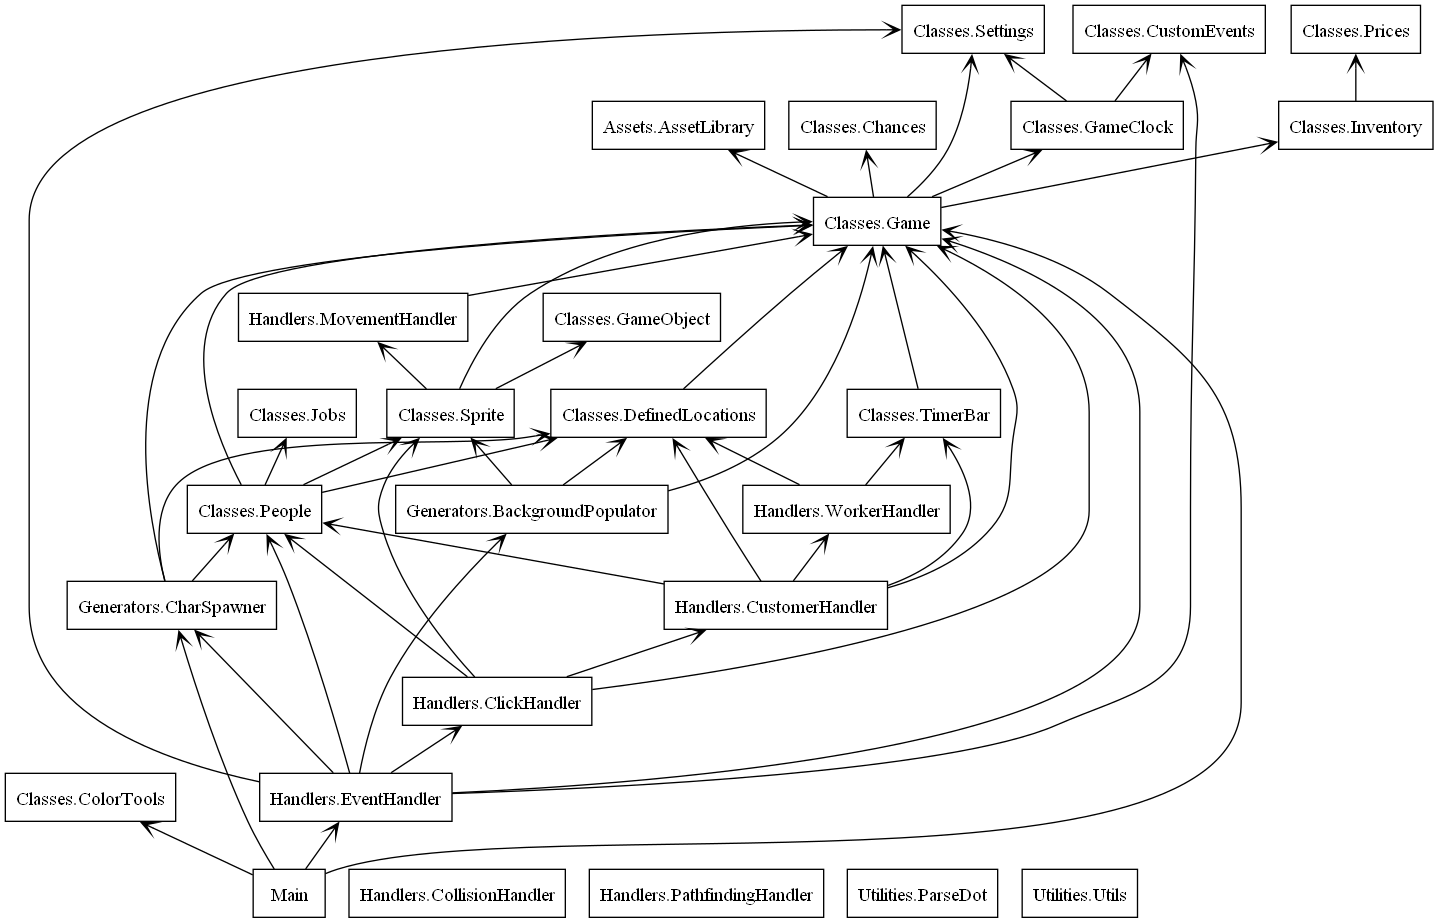 Classes.Settings
Classes.CustomEvents
Classes.Prices
Assets.AssetLibrary
Classes.Chances
Classes.GameClock
Classes.Inventory
Classes.Game
Handlers.MovementHandler
Classes.GameObject
Classes.Jobs
Classes.Sprite
Classes.DefinedLocations
Classes.TimerBar
Classes.People
Generators.BackgroundPopulator
Handlers.WorkerHandler
Generators.CharSpawner
Handlers.CustomerHandler
Handlers.ClickHandler
Classes.ColorTools
Handlers.EventHandler
Main
Handlers.CollisionHandler
Handlers.PathfindingHandler
Utilities.ParseDot
Utilities.Utils